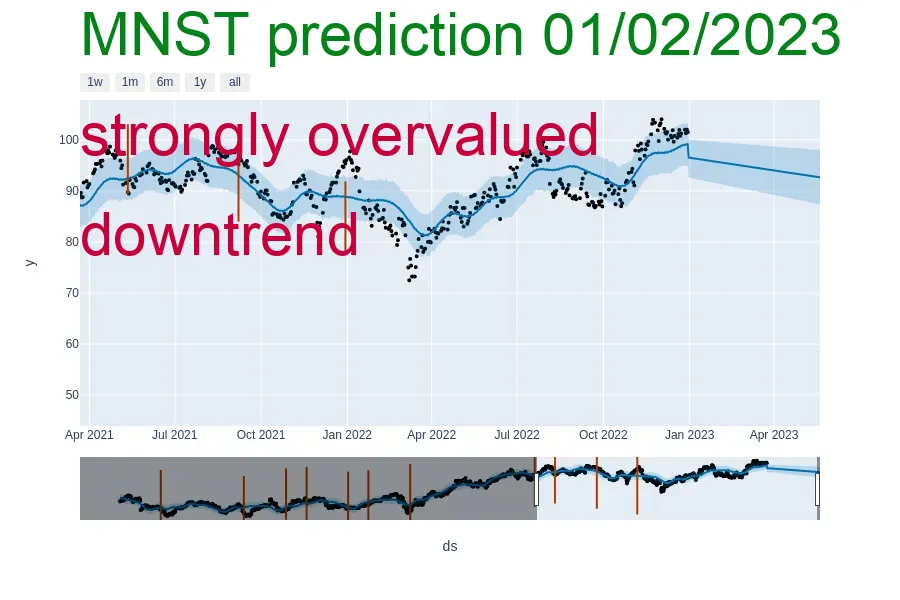 MNST prediction 01/02/2023
1w 1m 6m 1y all
strongly overvalued
downtrend
100
90
80
70
60
50
y
Apr 2021 Jul 2021 Oct 2021 Jan 2022 Apr 2022 Jul 2022 Oct 2022 Jan 2023 Apr 2023
ds